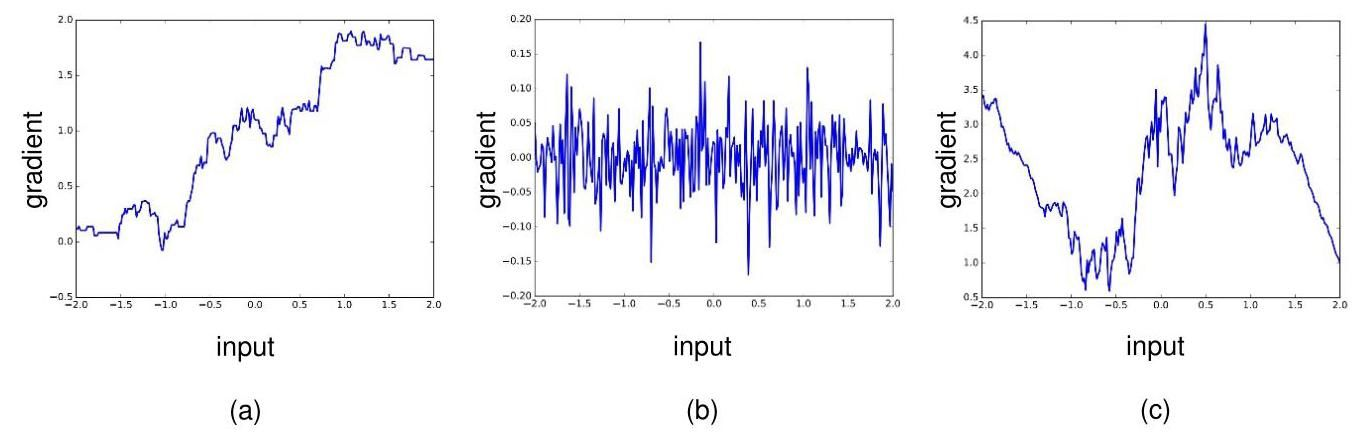 gradient
2.0
1.5
1.0
0.5
0.0
−0.5
−2.0 −1.5 −1.0 −0.5 0.0 0.5 1.0 1.5 2.0
input
(a)
gradient
0.20
0.15
0.10
0.05
0.00
−0.05
−0.10
−0.15
−0.20
−2.0 −1.5 −1.0 −0.5 0.0 0.5 1.0 1.5 2.0
input
(b)
gradient
4.5
4.0
3.5
3.0
2.5
2.0
1.5
1.0
0.5
−2.0 −1.5 −1.0 −0.5 0.0 0.5 1.0 1.5 2.0
input
(c)